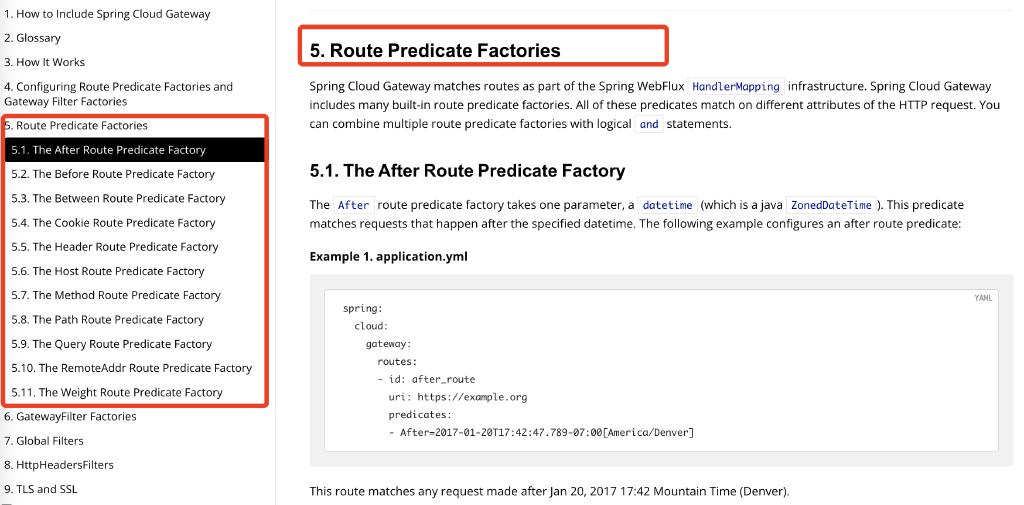 1. How to Include Spring Cloud Gateway
2. Glossary
3. How It Works
4. Configuring Route Predicate Factories and
Gateway Filter Factories
5. Route Predicate Factories
5.1. The After Route Predicate Factory
5.2. The Before Route Predicate Factory
5.3. The Between Route Predicate Factory
5.4. The Cookie Route Predicate Factory
5.5. The Header Route Predicate Factory
5.6. The Host Route Predicate Factory
5.7. The Method Route Predicate Factory
5.8. The Path Route Predicate Factory
5.9. The Query Route Predicate Factory
5.10. The RemoteAddr Route Predicate Factory
5.11. The Weight Route Predicate Factory
6. GatewayFilter Factories
7. Global Filters
8. HttpHeadersFilters
9. TLS and SSL
5. Route Predicate Factories
Spring Cloud Gateway matches routes as part of the Spring WebFlux HandlerMapping infrastructure. Spring Cloud Gateway
includes many built-in route predicate factories. All of these predicates match on different attributes of the HTTP request. You
can combine multiple route predicate factories with logical and statements.
5.1. The After Route Predicate Factory
The After route predicate factory takes one parameter, a datetime (which is a java ZonedDateTime ). This predicate
matches requests that happen after the specified datetime. The following example configures an after route predicate:
Example 1. application.yml
YAML
spring:
  cloud:
    gateway:
      routes:
      - id: after_route
        uri: https://example.org
        predicates:
        - After=2017-01-20T17:42:47.789-07:00[America/Denver]
This route matches any request made after Jan 20, 2017 17:42 Mountain Time (Denver).